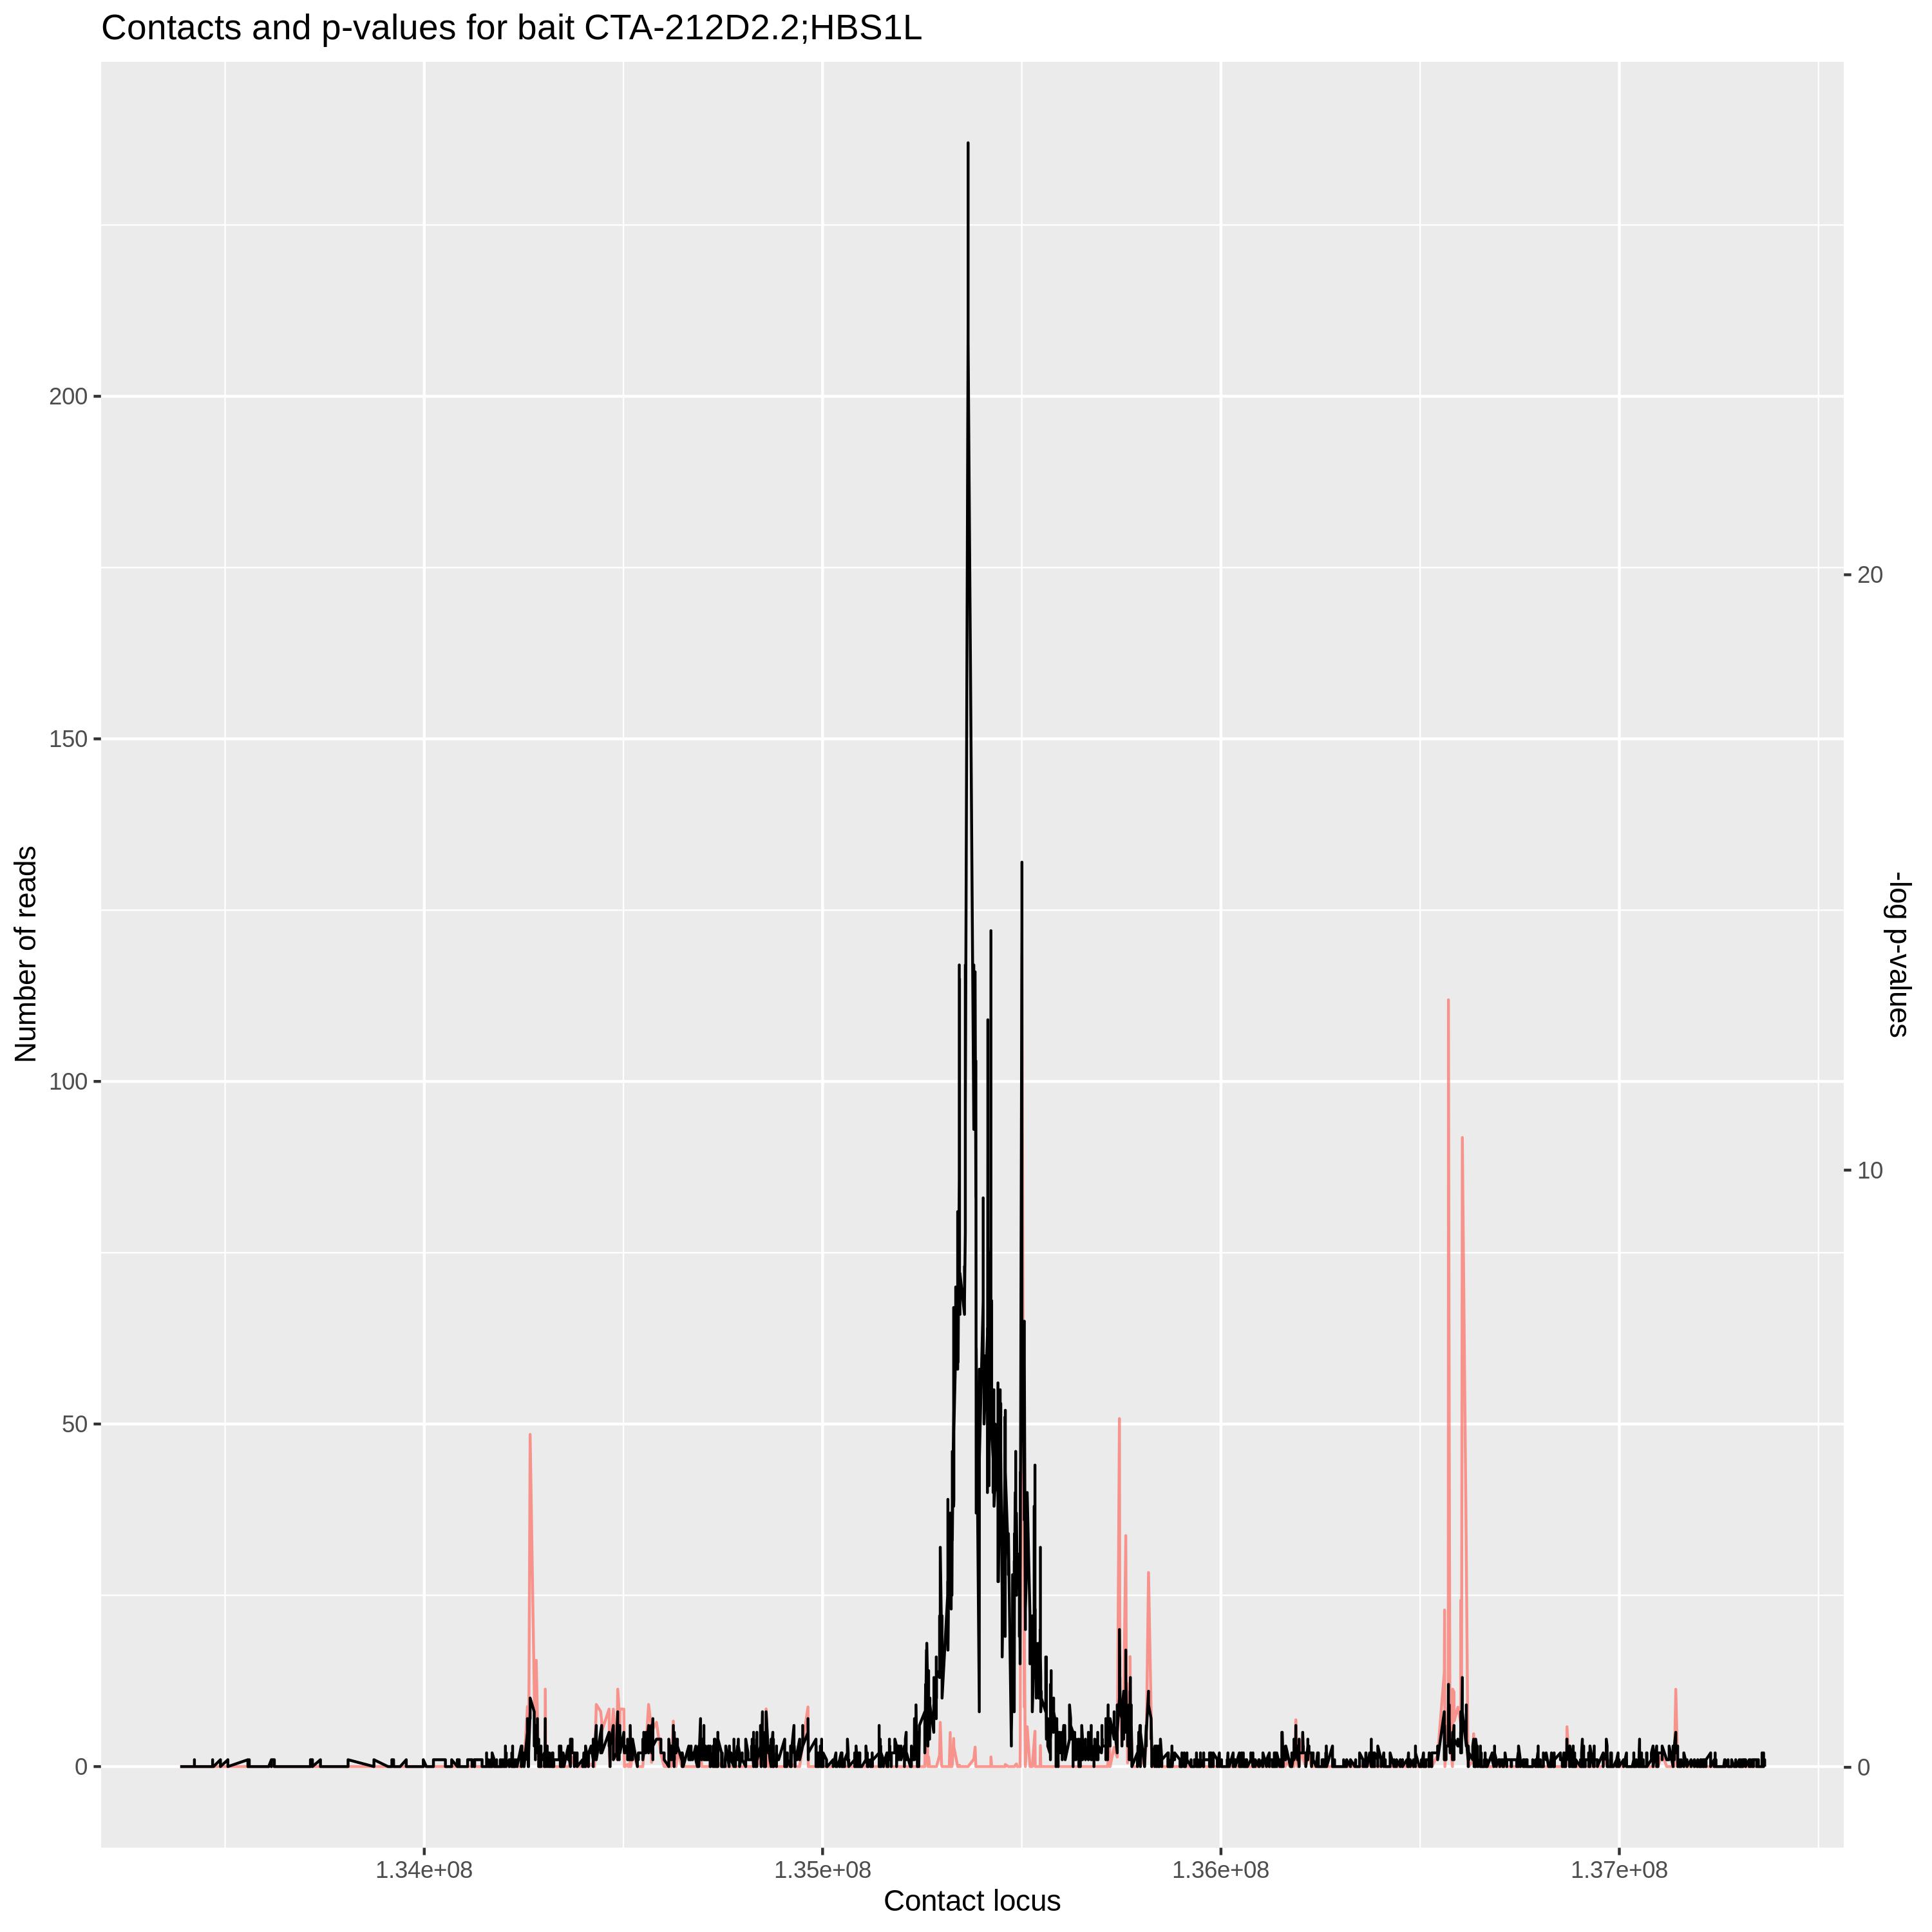 Contacts and p-values for bait CTA-212D2.2;HBS1L
200
150
100
50
0
Number of reads
20
10
0
-log p-values
1.34e+08
1.35e+08
1.36e+08
1.37e+08
Contact locus